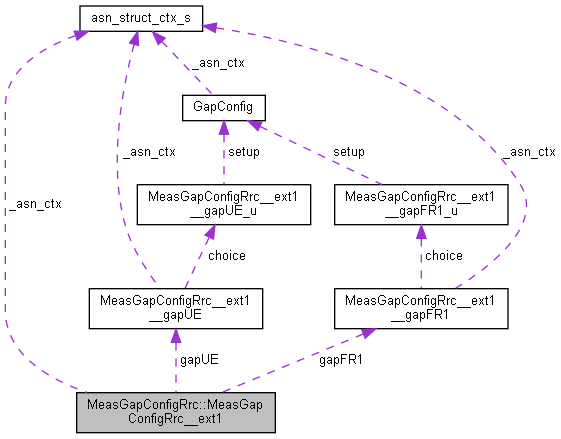 asn_struct_ctx_s
_asn_ctx
GapConfig
_asn_ctx
setup
setup
_asn_ctx
_asn_ctx
MeasGapConfigRrc__ext1
__gapUE_u
MeasGapConfigRrc__ext1
__gapFR1_u
choice
choice
MeasGapConfigRrc__ext1
__gapUE
MeasGapConfigRrc__ext1
__gapFR1
gapUE
gapFR1
MeasGapConfigRrc::MeasGap
ConfigRrc__ext1